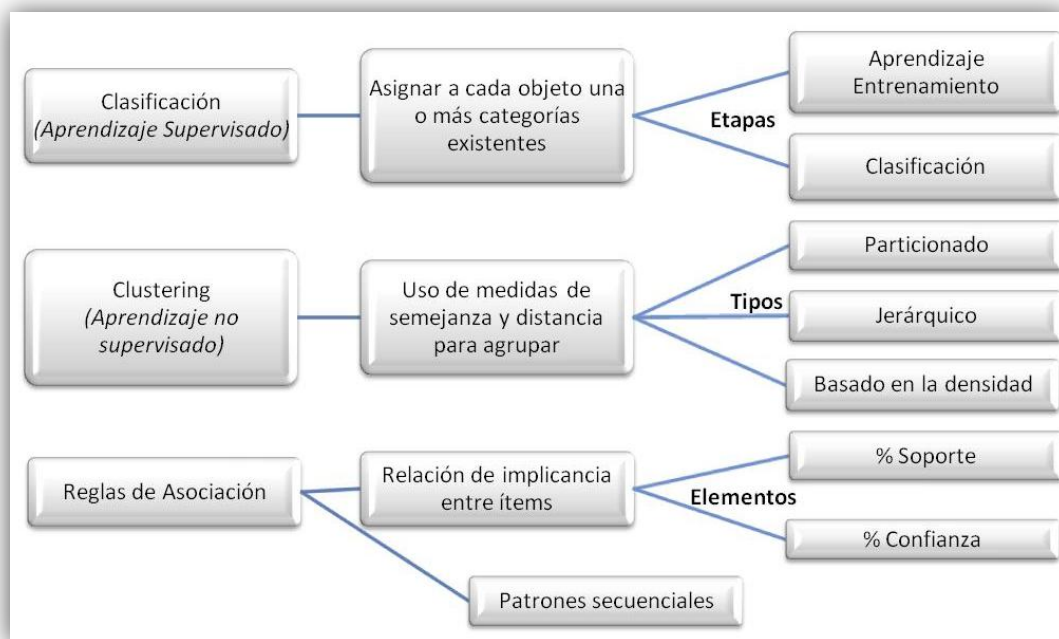 Clasificación
(Aprendizaje Supervisado)
Asignar a cada objeto una
o más categorías
existentes
Etapas
Aprendizaje
Entrenamiento
Clasificación
Clustering
(Aprendizaje no
supervisado)
Uso de medidas de
semejanza y distancia
para agrupar
Tipos
Particionado
Jerárquico
Basado en la densidad
Reglas de Asociación
Relación de implicancia
entre ítems
Elementos
% Soporte
% Confianza
Patrones secuenciales